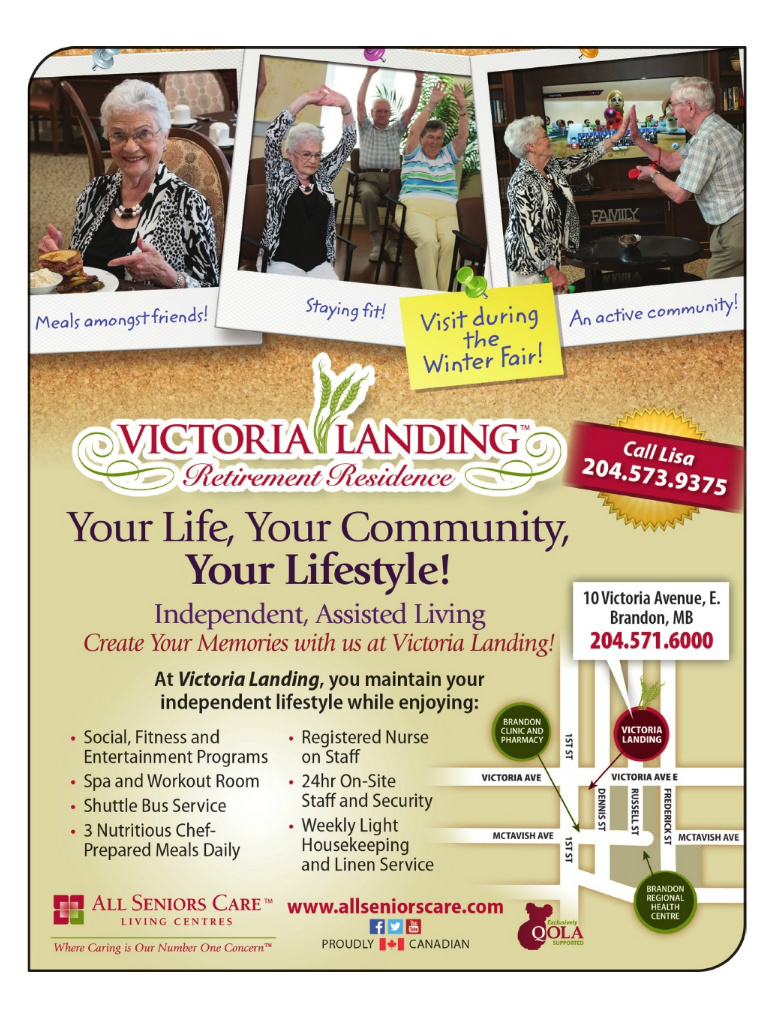 FAMILY
Meals amongst friends!
Staying fit!
Visit during
the
Winter Fair!
An active community!
VICTORIA LANDING™
Retirement Residence
Call Lisa
204.573.9375
Your Life, Your Community,
Your Lifestyle!
Independent, Assisted Living
Create Your Memories with us at Victoria Landing!
10 Victoria Avenue, E.
Brandon, MB
204.571.6000
At Victoria Landing, you maintain your
independent lifestyle while enjoying:
• Social, Fitness and
Entertainment Programs
• Spa and Workout Room
• Shuttle Bus Service
• 3 Nutritious Chef-
Prepared Meals Daily
• Registered Nurse
on Staff
• 24hr On-Site
Staff and Security
• Weekly Light
Housekeeping
and Linen Service
BRANDON
CLINIC AND
PHARMACY
1ST ST
VICTORIA
LANDING
VICTORIA AVE
VICTORIA AVE E
DENNIS ST
RUSSELL ST
FREDERICK ST
MCTAVISH AVE
1ST ST
MCTAVISH AVE
BRANDON
REGIONAL
HEALTH
CENTRE
ALL SENIORS CARE™
LIVING CENTRES
Where Caring is Our Number One Concern™
www.allseniorscare.com
You
Tube
PROUDLY CANADIAN
Exclusively
QOLA
SUPPORTED